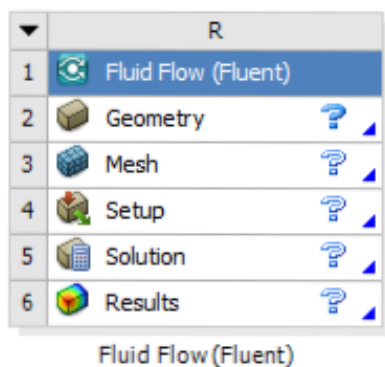 R
1 Fluid Flow (Fluent)
2 Geometry ?
3 Mesh ?
4 Setup ?
5 Solution ?
6 Results ?
Fluid Flow (Fluent)